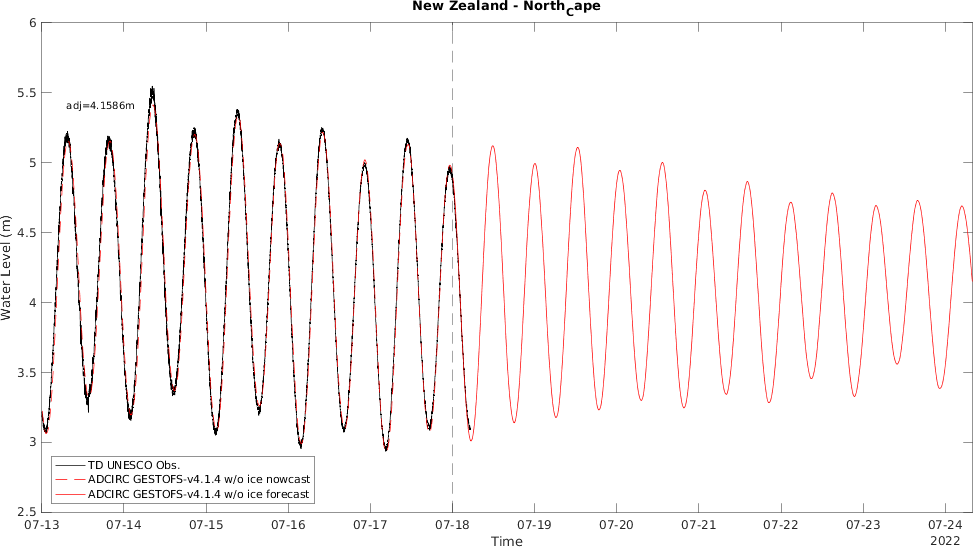 New Zealand - NorthCape
6
adj=4.1586m
5.5
5
4.5
4
3.5
3
2.5
Water Level (m)
TD UNESCO Obs.
ADCIRC GESTOFS-v4.1.4 w/o ice nowcast
ADCIRC GESTOFS-v4.1.4 w/o ice forecast
07-13 07-14 07-15 07-16 07-17 07-18 07-19 07-20 07-21 07-22 07-23 07-24
Time
2022